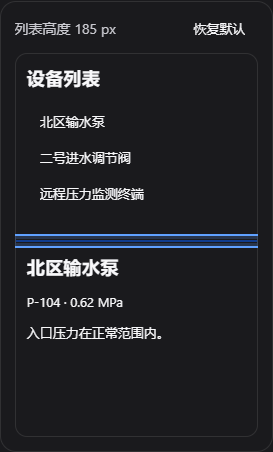 列表高度 185 px
恢复默认
设备列表
北区输水泵
二号进水调节阀
远程压力监测终端
北区输水泵
P-104 · 0.62 MPa
入口压力在正常范围内。